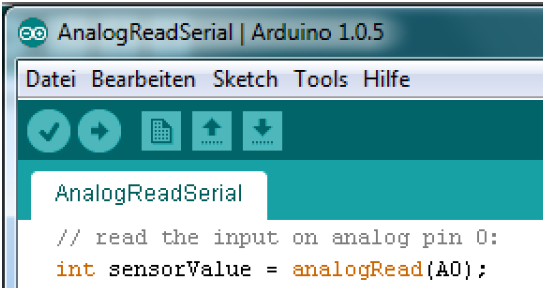 AnalogReadSerial | Arduino 1.0.5
Datei Bearbeiten Sketch Tools Hilfe
AnalogReadSerial
// read the input on analog pin 0:
int sensorValue = analogRead(A0);